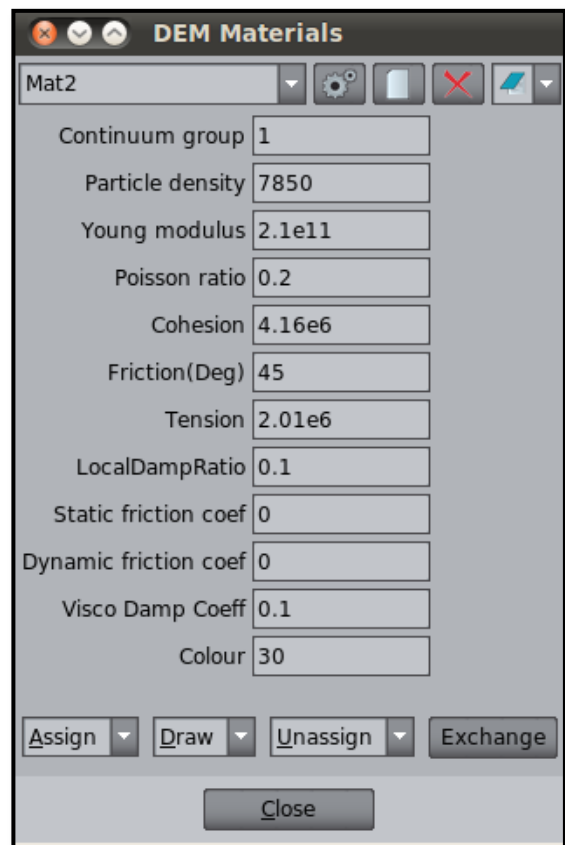 DEM Materials
Mat2
Continuum group 1
Particle density 7850
Young modulus 2.1e11
Poisson ratio 0.2
Cohesion 4.16e6
Friction(Deg) 45
Tension 2.01e6
LocalDampRatio 0.1
Static friction coef 0
Dynamic friction coef 0
Visco Damp Coeff 0.1
Colour 30
Assign Draw Unassign Exchange
Close